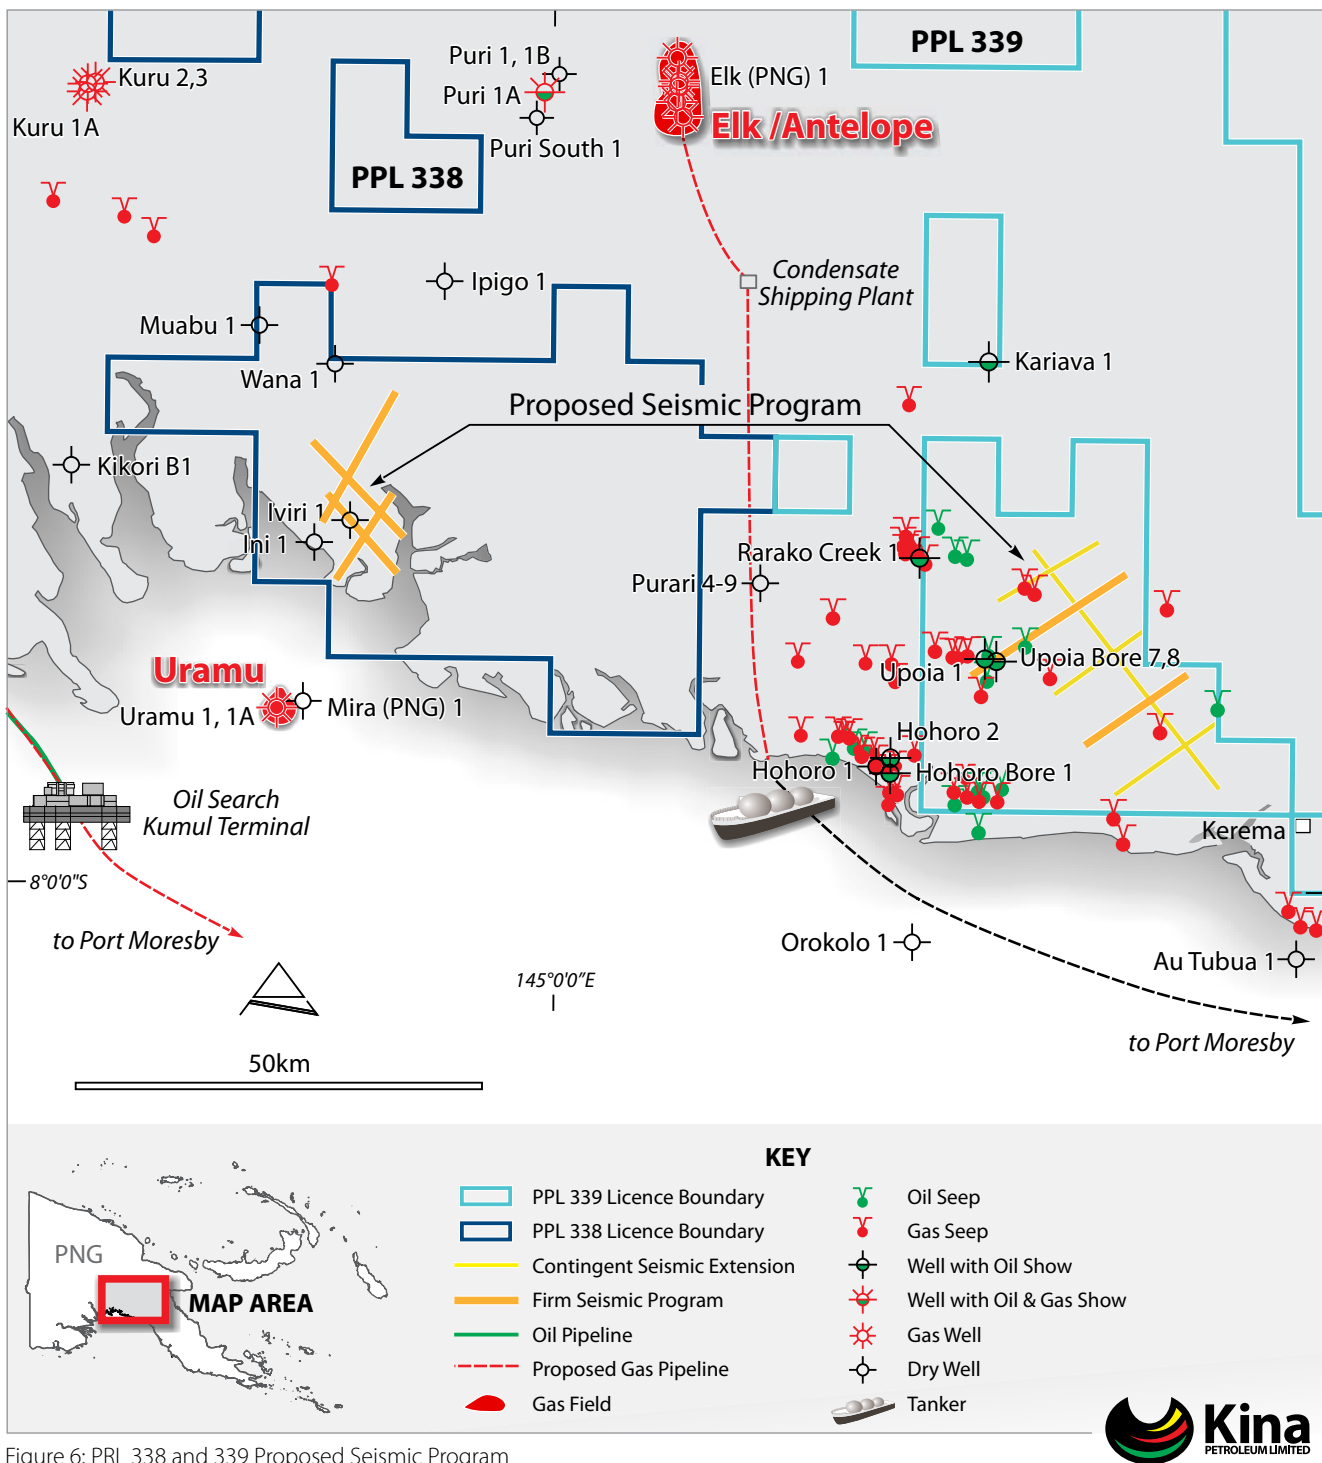 PPL 339
Puri 1, 1B
Kuru 2,3
Elk (PNG) 1
Puri 1A
Kuru 1A
Elk /Antelope
Puri South 1
PPL 338
Condensate
Shipping Plant
Ipigo 1
Muabu 1
Kariava 1
Wana 1
Proposed Seismic Program
Kikori B1
Iviri 1
Ini 1
Rarako Creek 1
Purari 4-9
Upoia Bore 7,8
Upoia 1
Uramu
Uramu 1, 1A
Mira (PNG) 1
Hohoro 2
Hohoro 1
Hohoro Bore 1
Oil Search
Kumul Terminal
Kerema
8°0'0"S
to Port Moresby
Orokolo 1
Au Tubua 1
145°0'0"E
to Port Moresby
50km
KEY
PPL 339 Licence Boundary
PPL 338 Licence Boundary
Contingent Seismic Extension
Firm Seismic Program
Oil Pipeline
Proposed Gas Pipeline
Gas Field
Oil Seep
Gas Seep
Well with Oil Show
Well with Oil & Gas Show
Gas Well
Dry Well
Tanker
PNG
MAP AREA
Kina
PETROLEUM LIMITED
Figure 6: PRL 338 and 339 Proposed Seismic Program